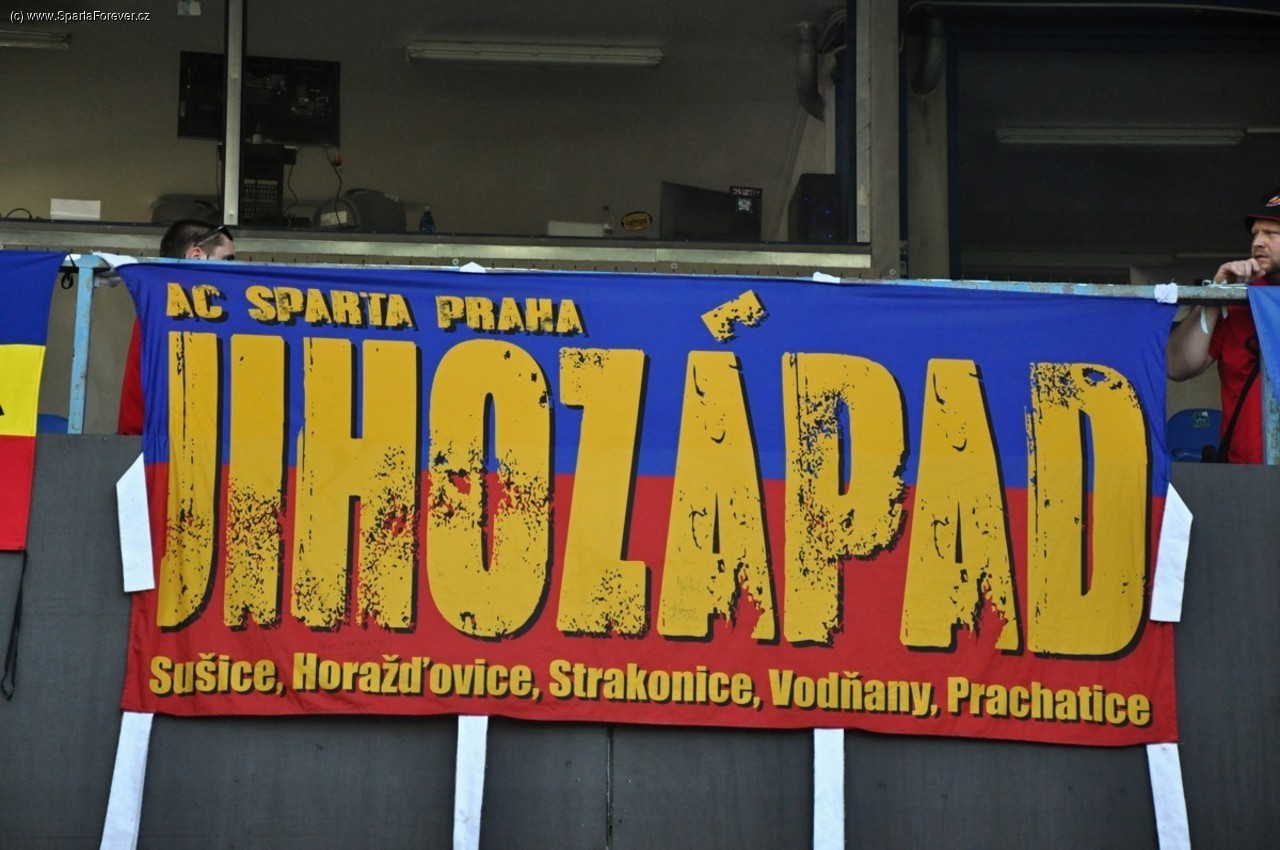 (c) www.SpartaForever.cz
AC SPARTA PRAHA
JIHOZÁPAD
Sušice, Horažďovice, Strakonice, Vodňany, Prachatice